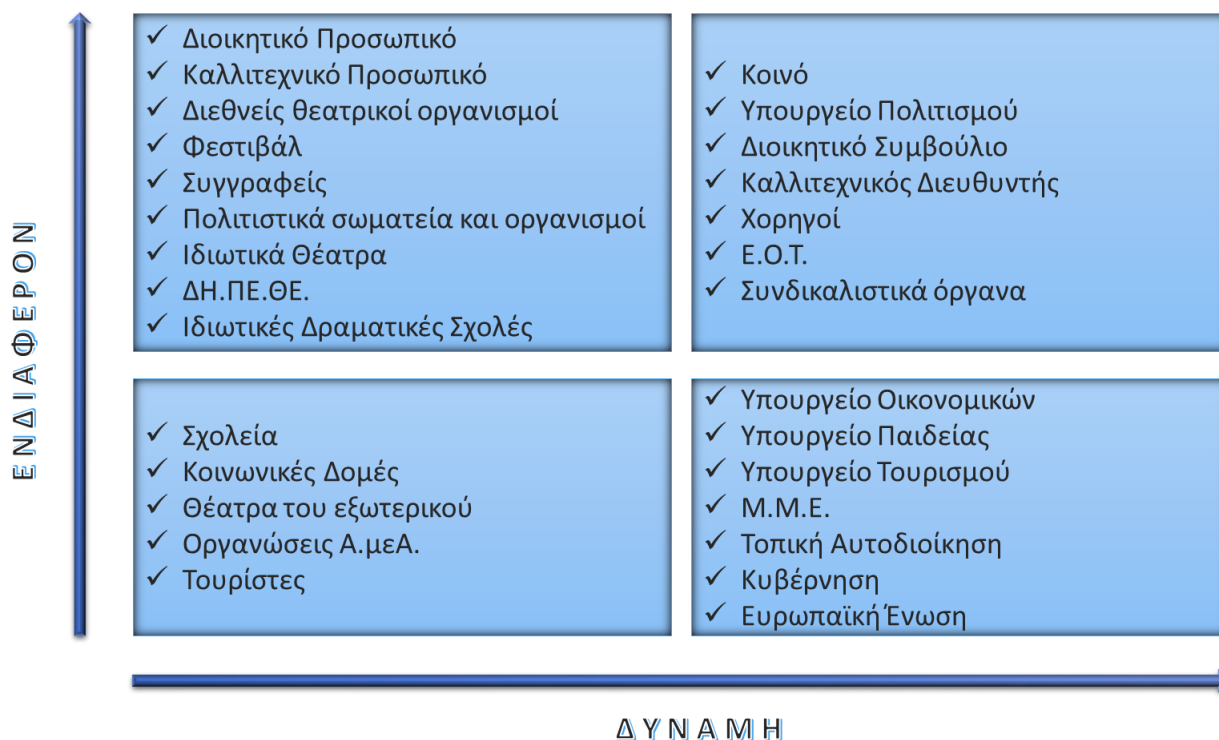 ✓ Διοικητικό Προσωπικό
✓ Καλλιτεχνικό Προσωπικό
✓ Διεθνείς θεατρικοί οργανισμοί
✓ Φεστιβάλ
✓ Συγγραφείς
✓ Πολιτιστικά σωματεία και οργανισμοί
✓ Ιδιωτικά Θέατρα
✓ ΔΗ.ΠΕ.ΘΕ.
✓ Ιδιωτικές Δραματικές Σχολές
✓ Κοινό
✓ Υπουργείο Πολιτισμού
✓ Διοικητικό Συμβούλιο
✓ Καλλιτεχνικός Διευθυντής
✓ Χορηγοί
✓ Ε.Ο.Τ.
✓ Συνδικαλιστικά όργανα
✓ Σχολεία
✓ Κοινωνικές Δομές
✓ Θέατρα του εξωτερικού
✓ Οργανώσεις Α.μεΑ.
✓ Τουρίστες
✓ Υπουργείο Οικονομικών
✓ Υπουργείο Παιδείας
✓ Υπουργείο Τουρισμού
✓ Μ.Μ.Ε.
✓ Τοπική Αυτοδιοίκηση
✓ Κυβέρνηση
✓ Ευρωπαϊκή Ένωση
ΕΝΔΙΑΦΕΡΟΝ
ΔΥΝΑΜΗ